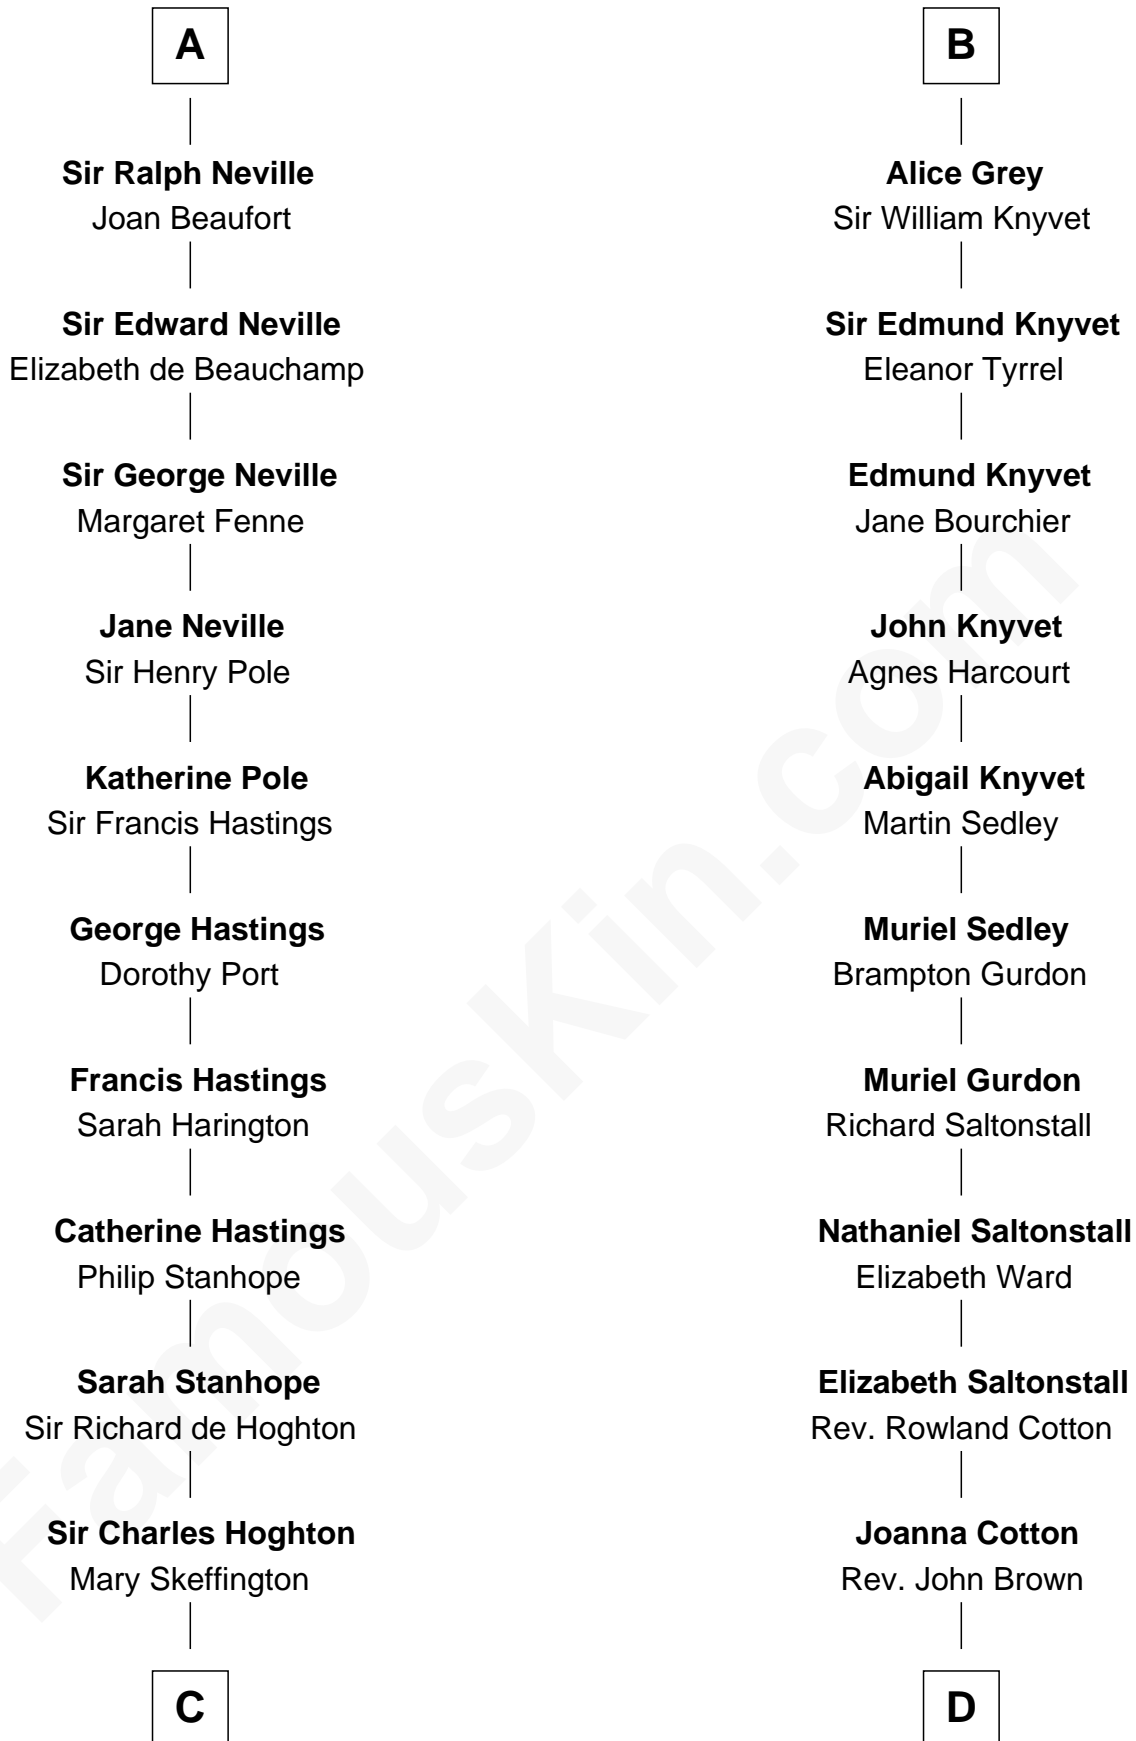 A
Sir Ralph Neville
Joan Beaufort
Sir Edward Neville
Elizabeth de Beauchamp
Sir George Neville
Margaret Fenne
Jane Neville
Sir Henry Pole
Katherine Pole
Sir Francis Hastings
George Hastings
Dorothy Port
Francis Hastings
Sarah Harington
Catherine Hastings
Philip Stanhope
Sarah Stanhope
Sir Richard de Hoghton
Sir Charles Hoghton
Mary Skeffington
C
B
Alice Grey
Sir William Knyvet
Sir Edmund Knyvet
Eleanor Tyrrel
Edmund Knyvet
Jane Bourchier
John Knyvet
Agnes Harcourt
Abigail Knyvet
Martin Sedley
Muriel Sedley
Brampton Gurdon
Muriel Gurdon
Richard Saltonstall
Nathaniel Saltonstall
Elizabeth Ward
Elizabeth Saltonstall
Rev. Rowland Cotton
Joanna Cotton
Rev. John Brown
D
FamousKin.com